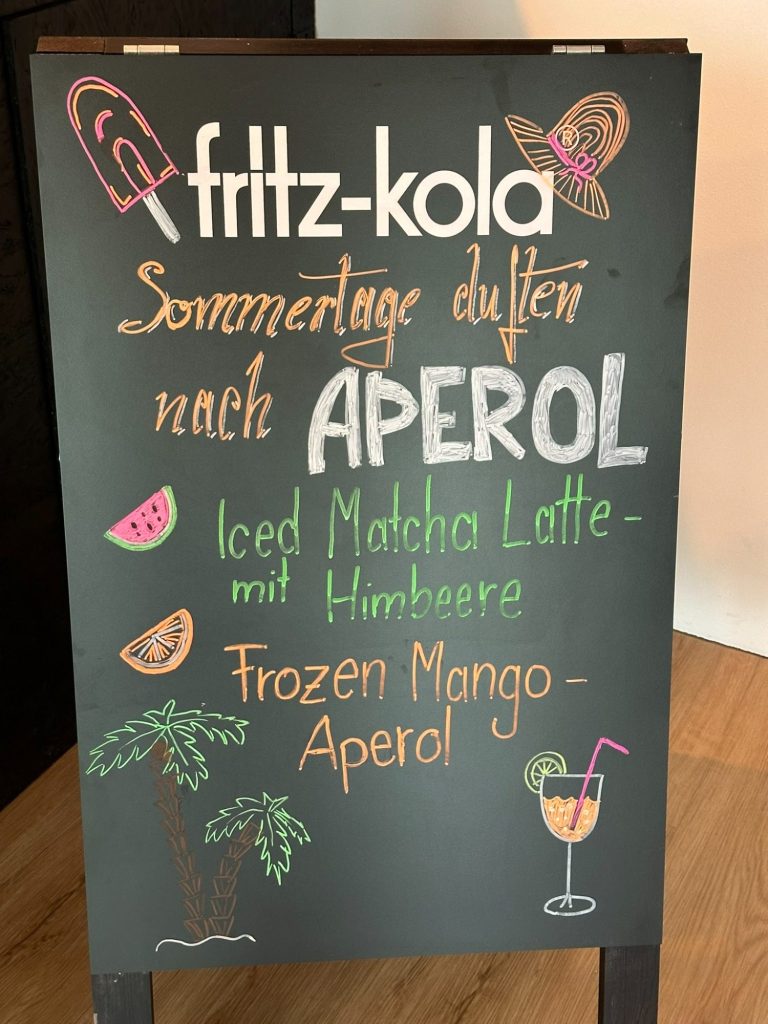 fritz-kola®
Sommertage duften
nach APEROL
Iced Matcha Latte -
mit Himbeere
Frozen Mango -
Aperol